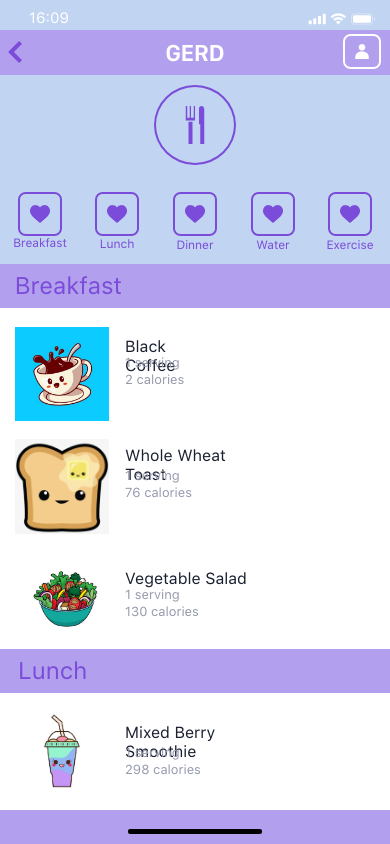 16:09
GERD
Breakfast
Lunch
Dinner
Water
Exercise
Breakfast
Black
Coffee
1 serving
2 calories
Whole Wheat
Toast
1 serving
76 calories
Vegetable Salad
1 serving
130 calories
Lunch
Mixed Berry
Smoothie
1 serving
298 calories